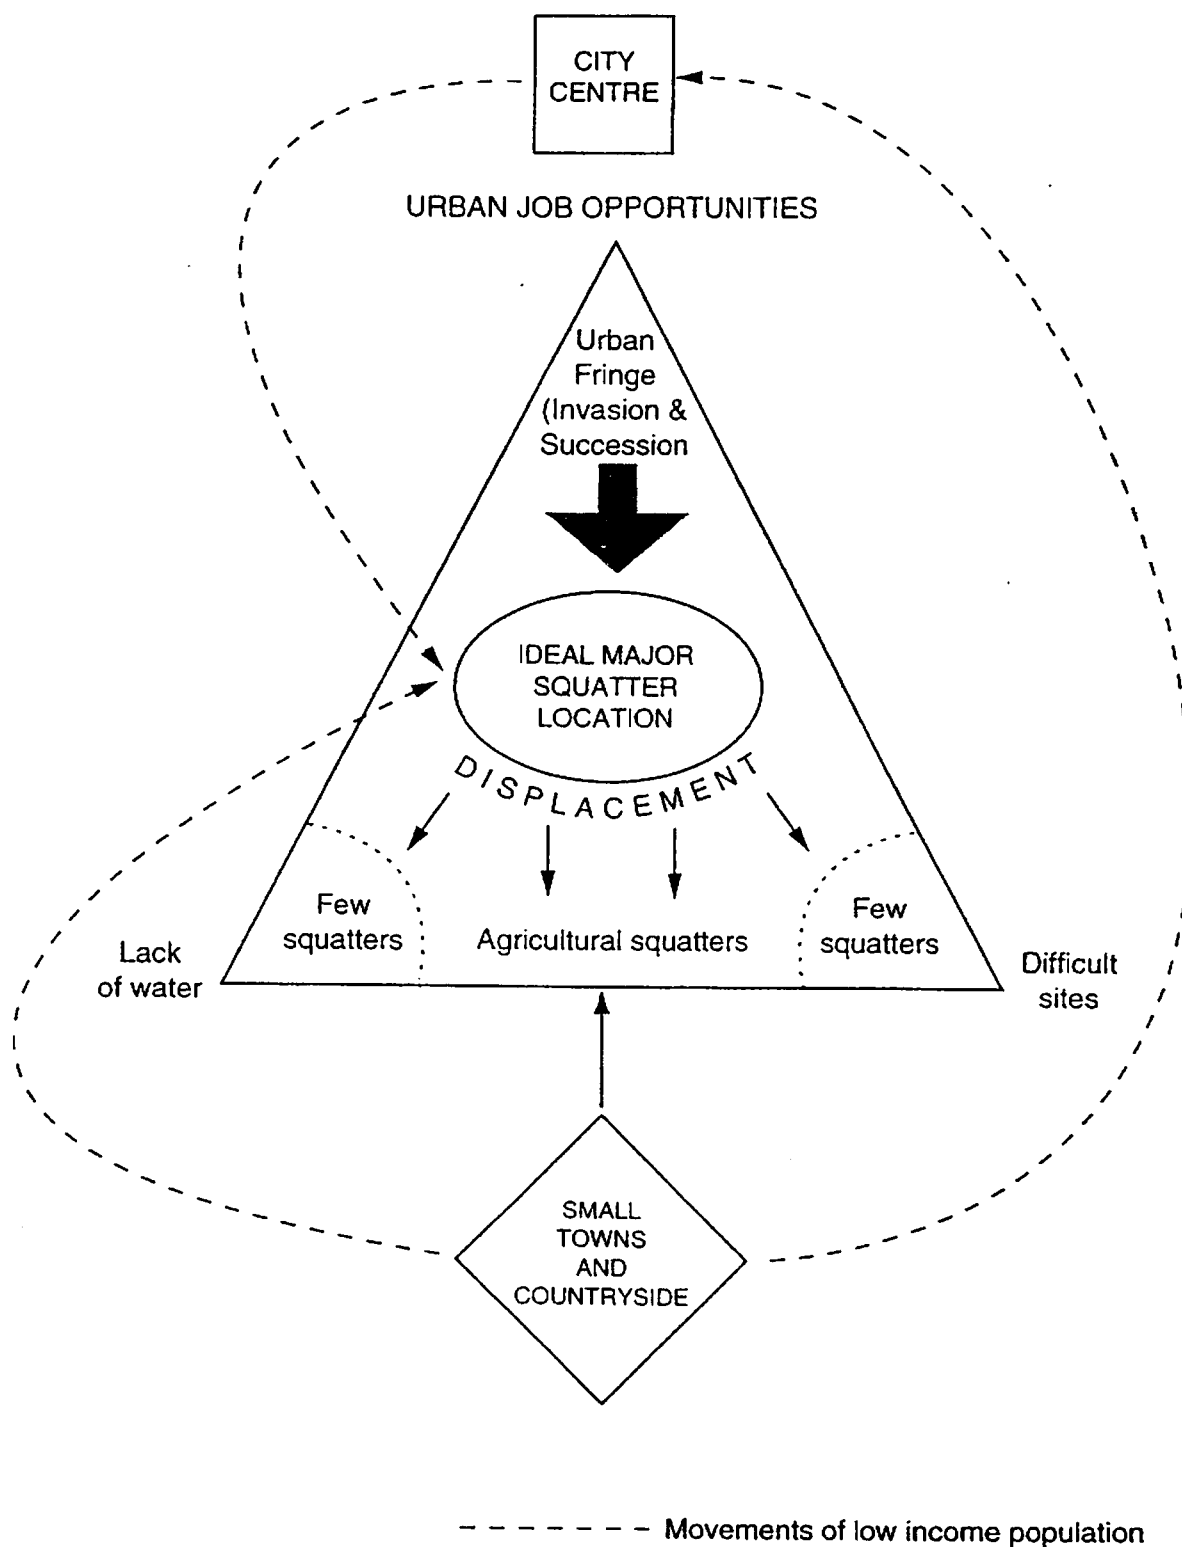 CITY
CENTRE
URBAN JOB OPPORTUNITIES
Urban
Fringe
(Invasion &
Succession
IDEAL MAJOR
SQUATTER
LOCATION
DISPLACEMENT
Few
squatters
Agricultural squatters
Few
squatters
Lack
of water
Difficult
sites
SMALL
TOWNS
AND
COUNTRYSIDE
Movements of low income population